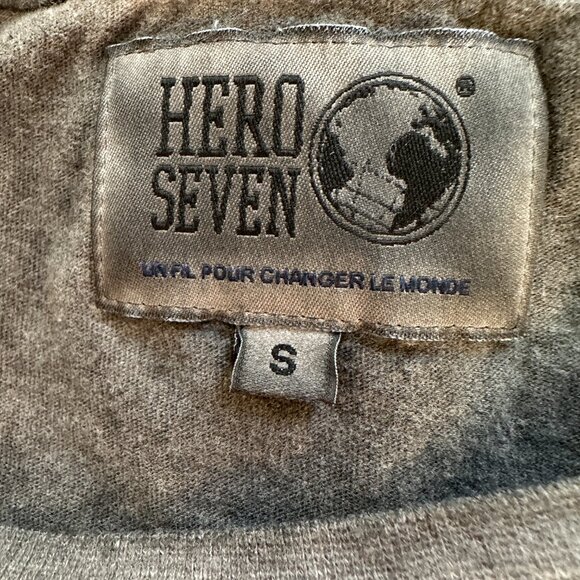 HERO
SEVEN
®
UN FIL POUR CHANGER LE MONDE
S